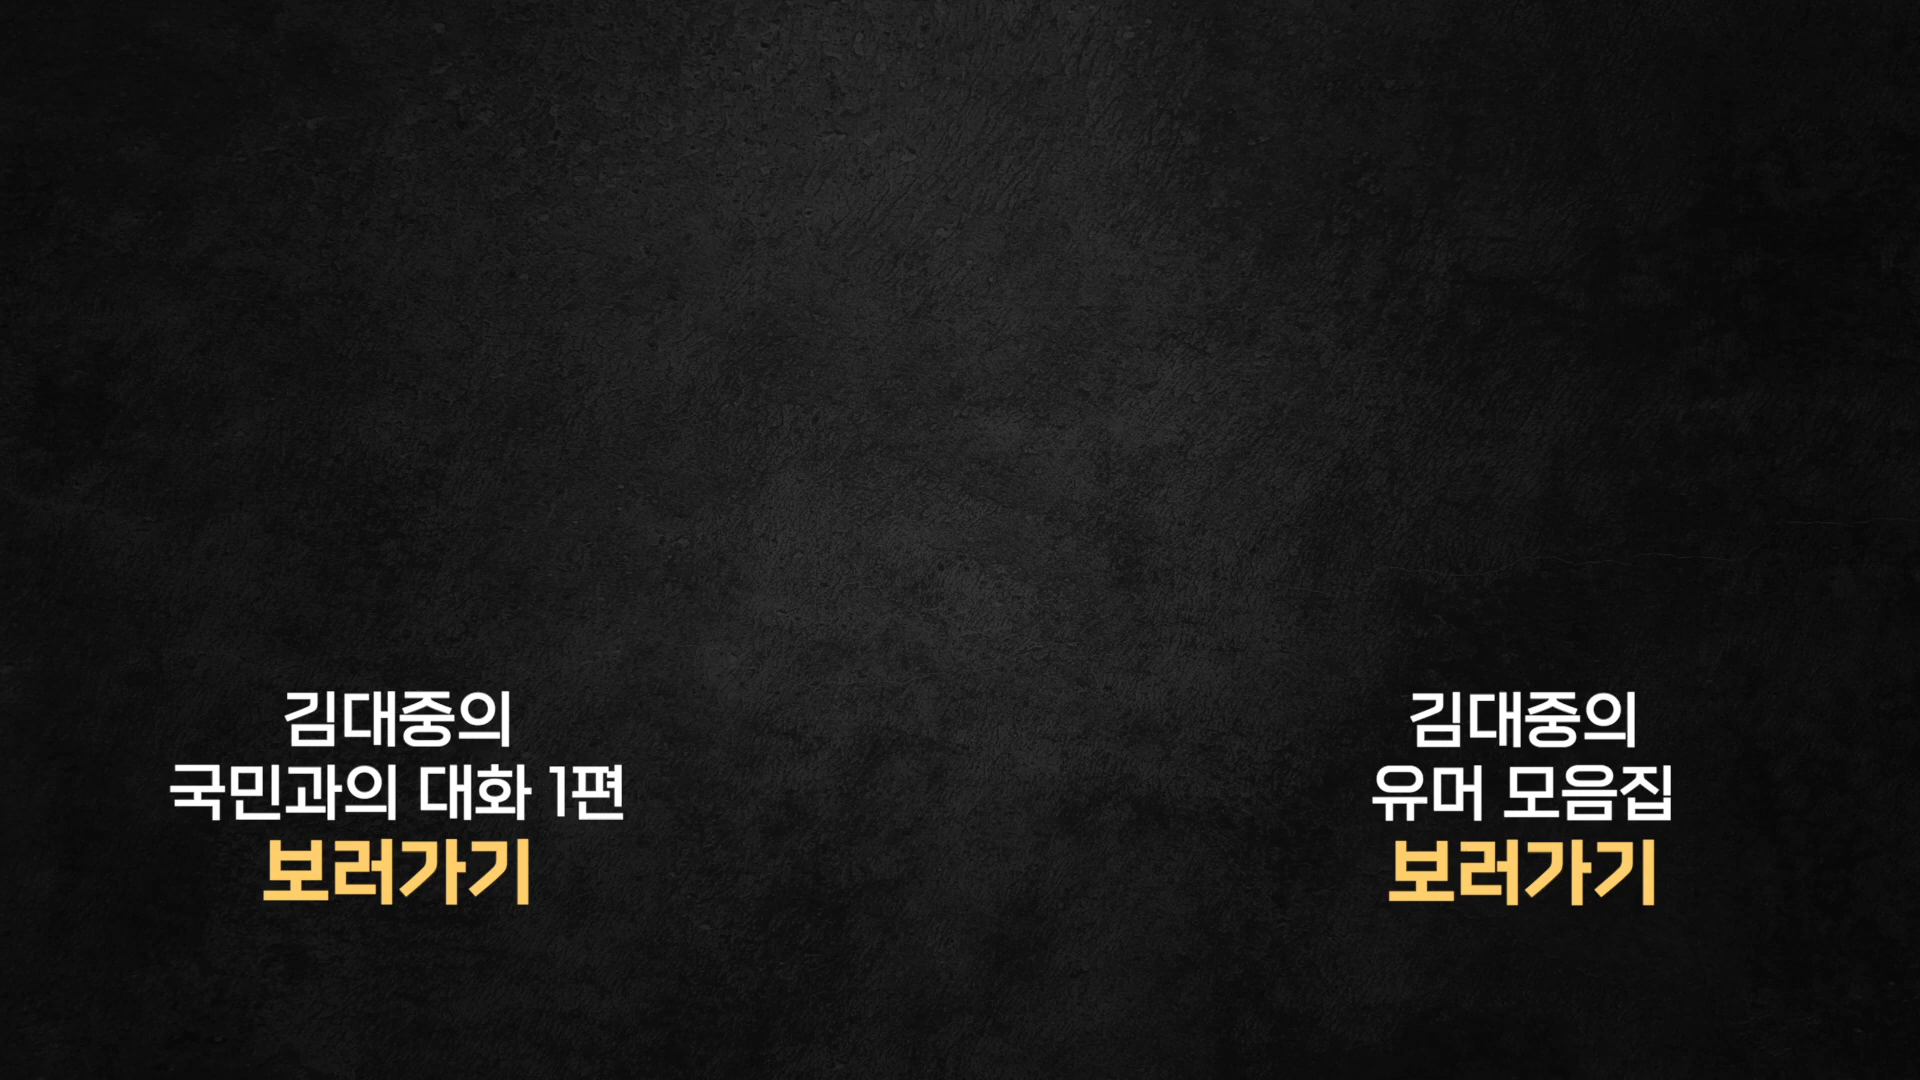 김대중의
국민과의 대화 1편
보러가기
김대중의
유머 모음집
보러가기